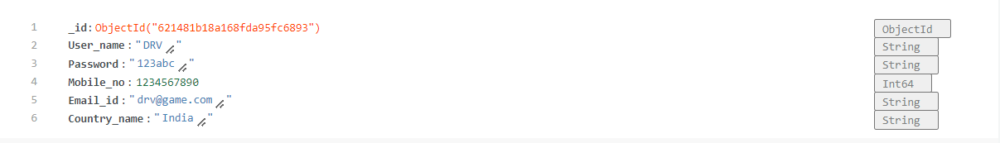 1 _id: ObjectId("621481b18a168fda95fc6893") ObjectId
2 User_name : "DRV" String
3 Password : "123abc" String
4 Mobile_no : 1234567890 Int64
5 Email_id : "drv@game.com" String
6 Country_name : "India" String